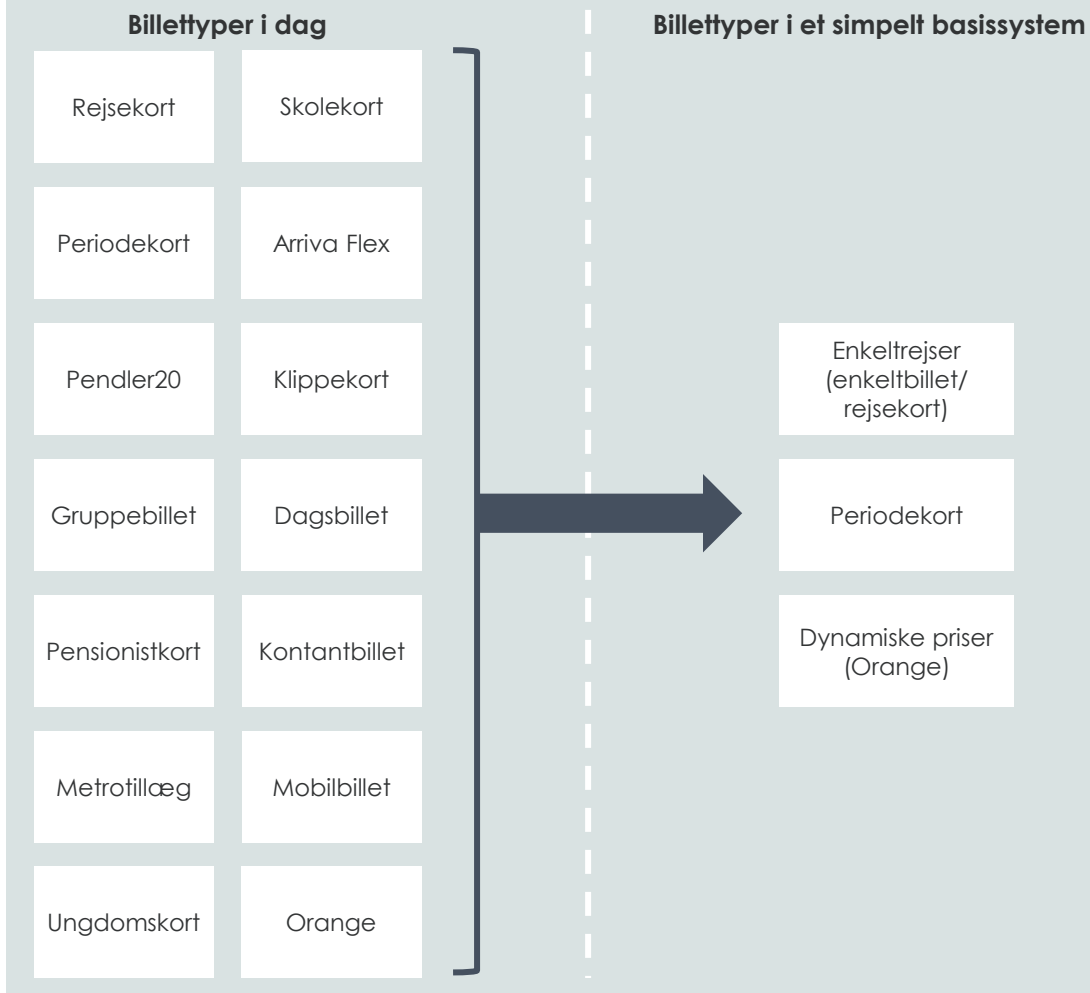 Billettyper i dag
Billettyper i et simpelt basissystem
Rejsekort
Skolekort
Periodekort
Arriva Flex
Pendler20
Klippekort
Gruppebillet
Dagsbillet
Pensionistkort
Kontantbillet
Metrotillæg
Mobilbillet
Ungdomskort
Orange
Enkeltrejser
(enkeltbillet/
rejsekort)
Periodekort
Dynamiske priser
(Orange)